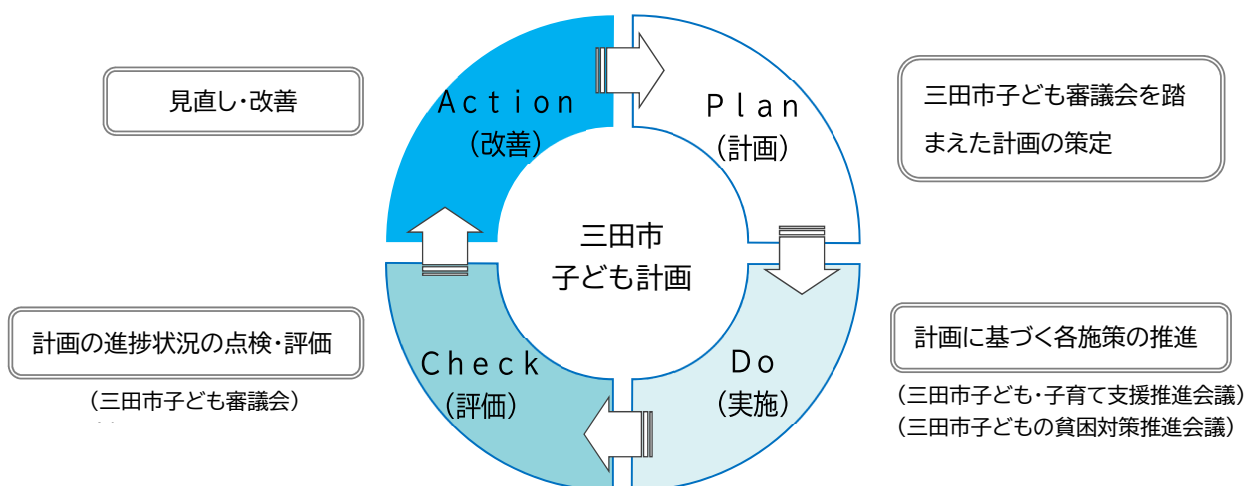 見直し・改善
Action
（改善）
Plan
（計画）
三田市子ども審議会を踏
まえた計画の策定
三田市
子ども計画
計画の進捗状況の点検・評価
（三田市子ども審議会）
Check
（評価）
Do
（実施）
計画に基づく各施策の推進
（三田市子ども・子育て支援推進会議）
（三田市子どもの貧困対策推進会議）